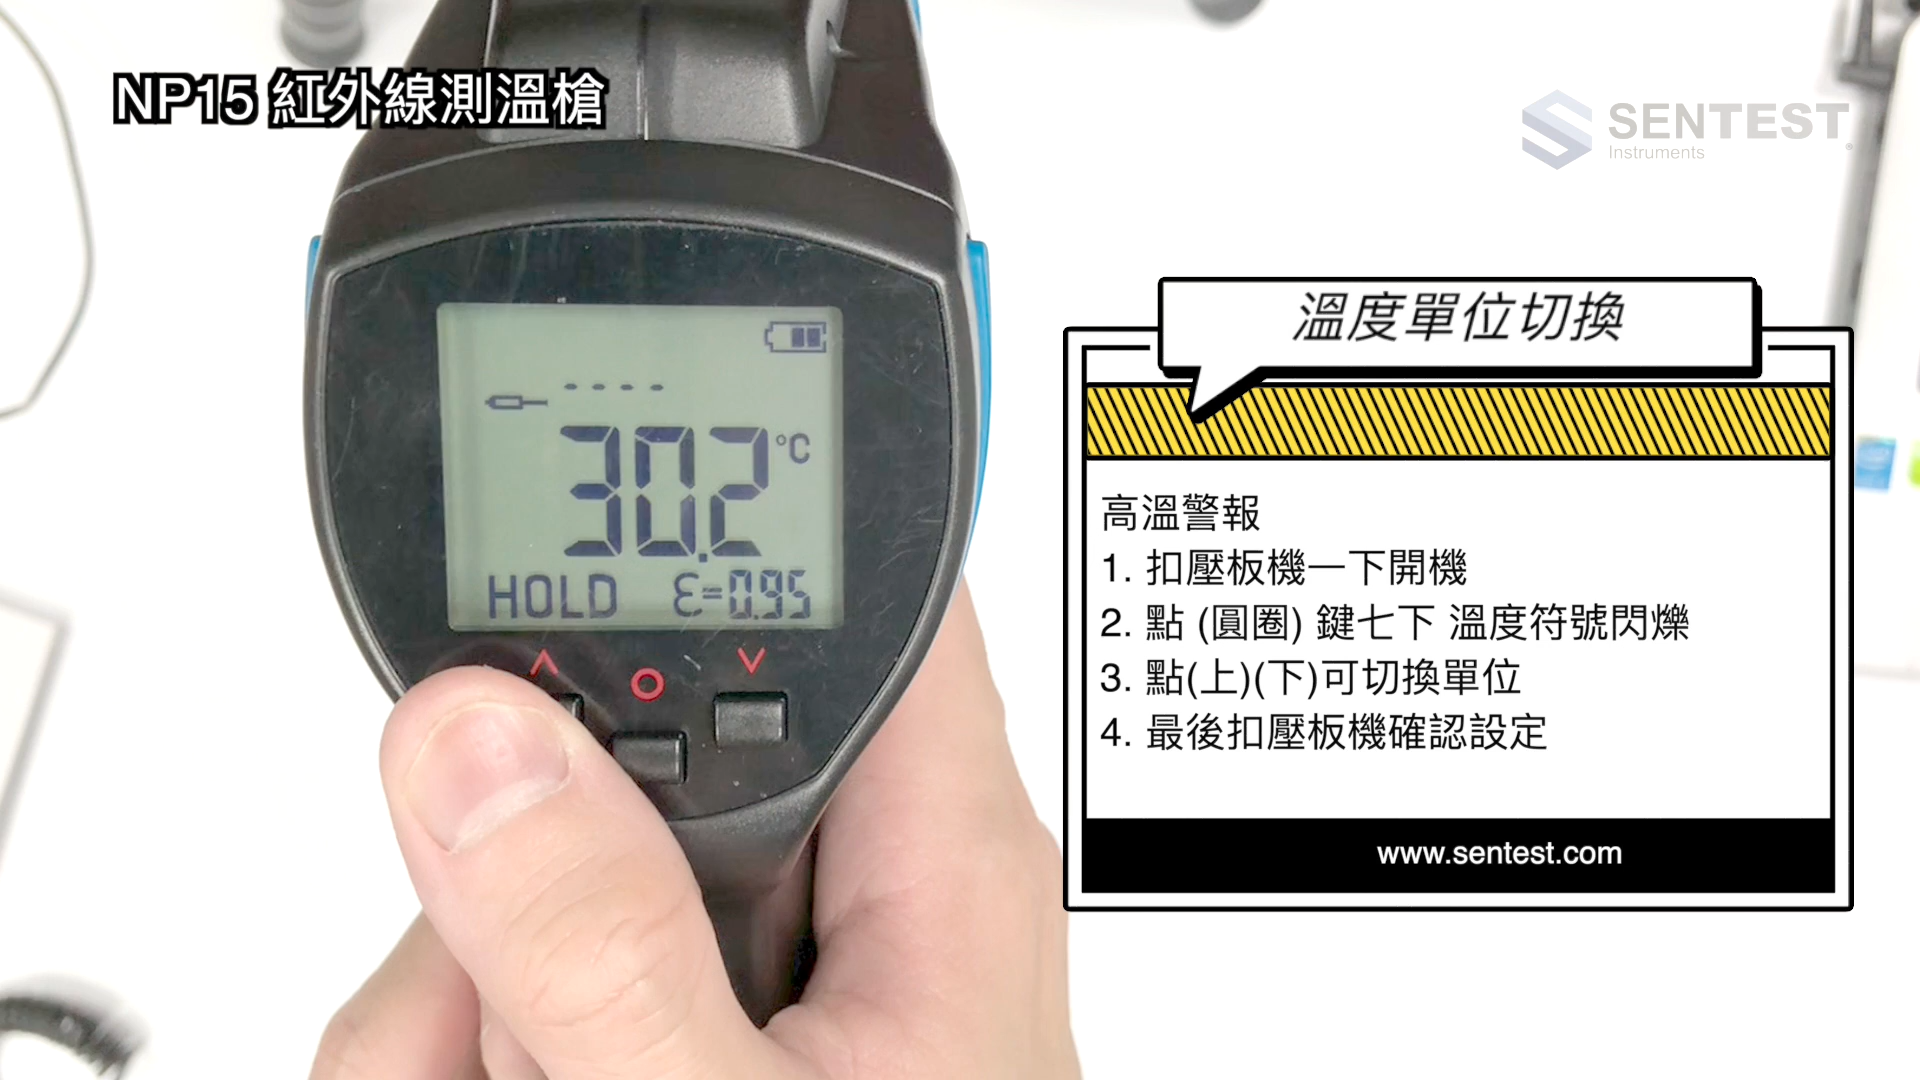 NP15 紅外線測溫槍
SENTEST
Instruments
®
溫度單位切換
高溫警報
1. 扣壓板機一下開機
2. 點 (圓圈) 鍵七下 溫度符號閃爍
3. 點(上)(下)可切換單位
4. 最後扣壓板機確認設定
www.sentest.com
----
30.2 °C
HOLD ε=0.95